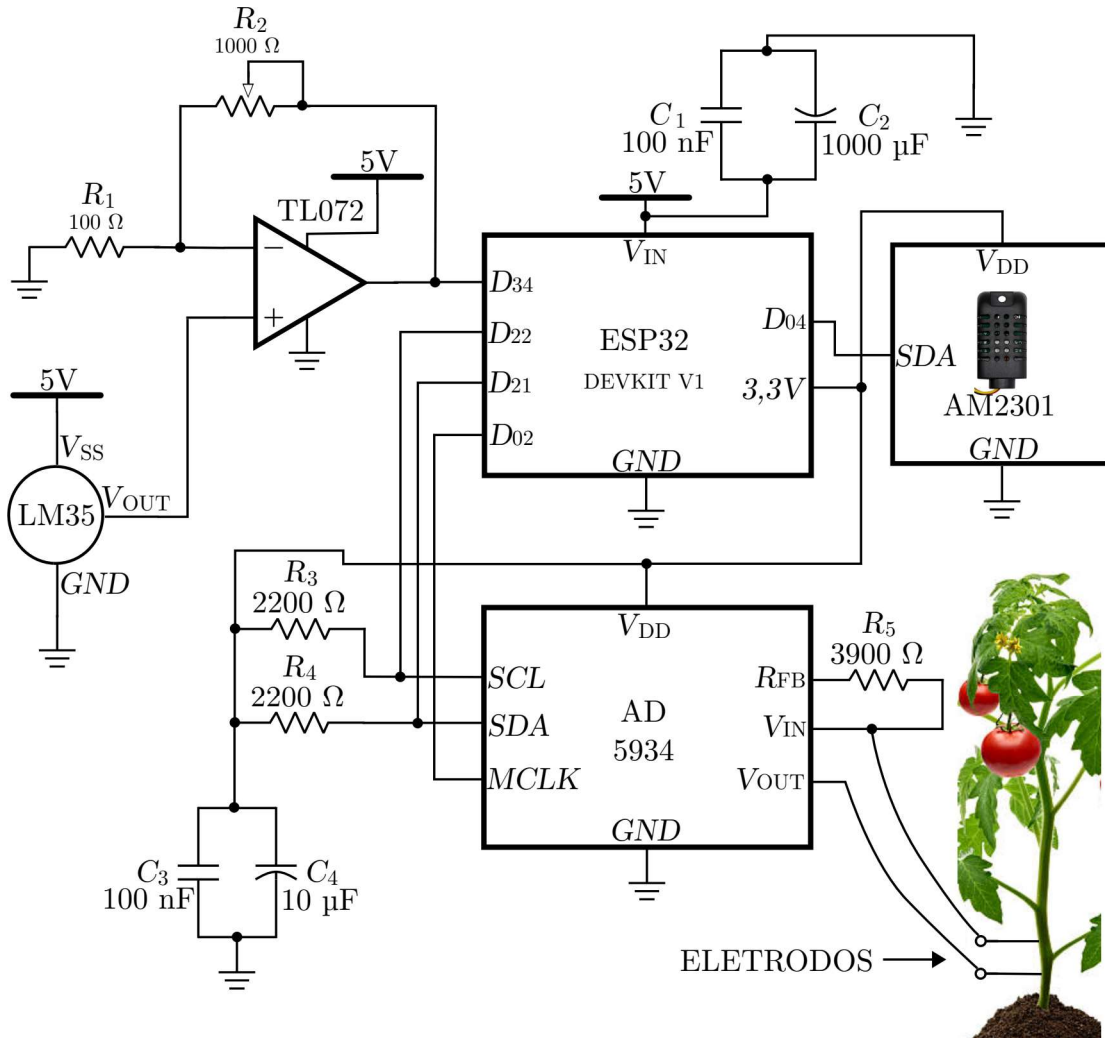 R2
1000 Ω
R1
100 Ω
5V
TL072
−
+
5V
VSS
LM35
VOUT
GND
C1
100 nF
C2
1000 µF
5V
VIN
D34
D22
D21
D02
ESP32
DEVKIT V1
D04
3,3V
GND
VDD
SDA
AM2301
GND
R3
2200 Ω
R4
2200 Ω
VDD
SCL
SDA
MCLK
AD
5934
RFB
VIN
VOUT
GND
R5
3900 Ω
C3
100 nF
C4
10 µF
ELETRODOS